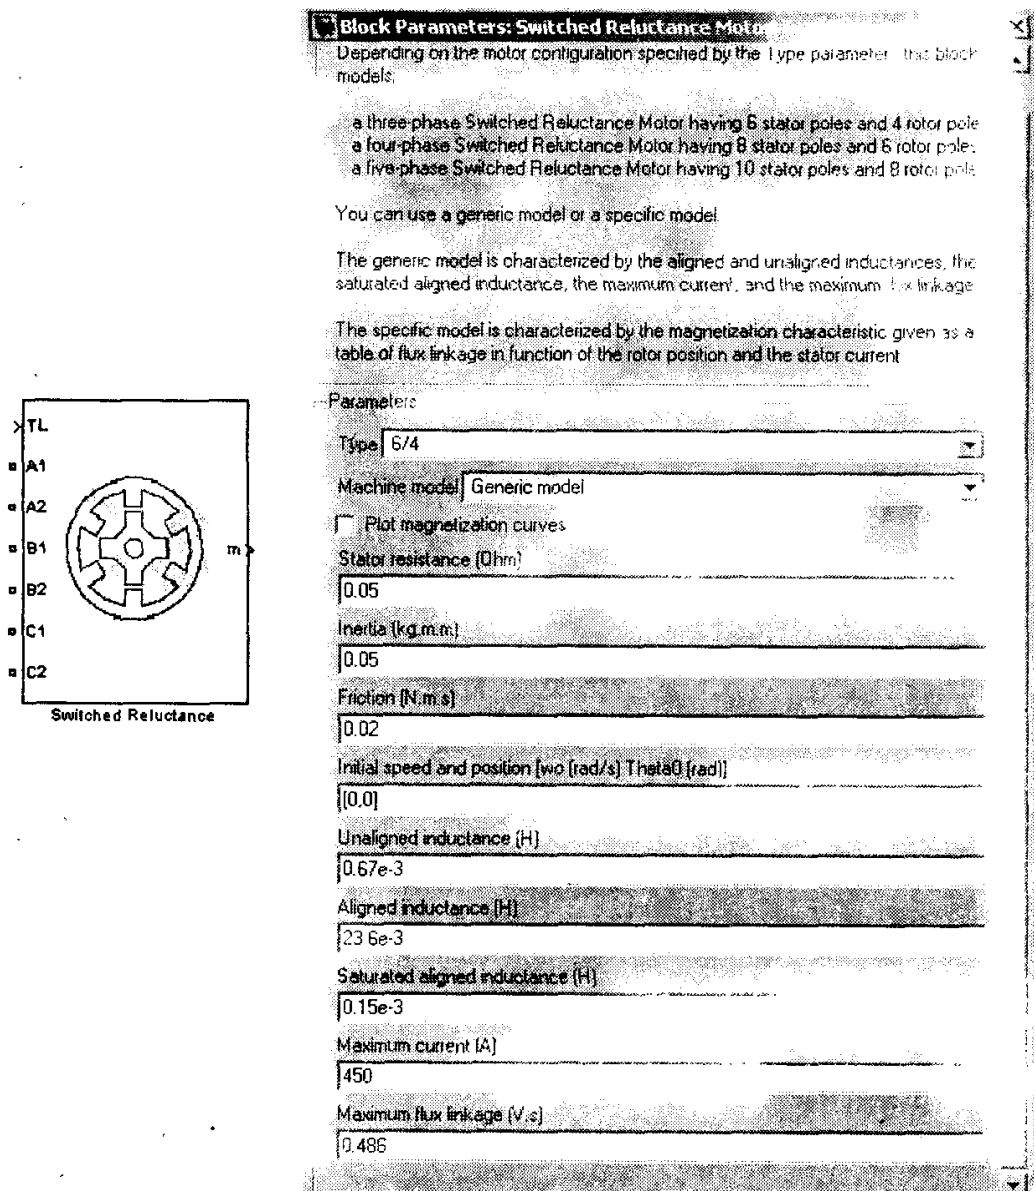 Block Parameters: Switched Reluctance Motor
Depending on the motor configuration specified by the Type parameter this block
models:
a three-phase Switched Reluctance Motor having 6 stator poles and 4 rotor pole
a four-phase Switched Reluctance Motor having 8 stator poles and 6 rotor poles
a five-phase Switched Reluctance Motor having 10 stator poles and 8 rotor pole
You can use a generic model or a specific model
The generic model is characterized by the aligned and unaligned inductances, the
saturated aligned inductance, the maximum current, and the maximum flux linkage
The specific model is characterized by the magnetization characteristic given as a
table of flux linkage in function of the rotor position and the stator current
Parameters
Type 6/4
Machine model Generic model
Plot magnetization curves
Stator resistance (Ohm)
0.05
Inertia (kg.m.m)
0.05
Friction (N.m.s)
0.02
Initial speed and position [wo (rad/s) Theta0 (rad)]
[0,0]
Unaligned inductance (H)
0.67e-3
Aligned inductance (H)
23.6e-3
Saturated aligned inductance (H)
0.15e-3
Maximum current (A)
450
Maximum flux linkage (V.s)
0.486
TL
A1
A2
B1
B2
C1
C2
m
Switched Reluctance